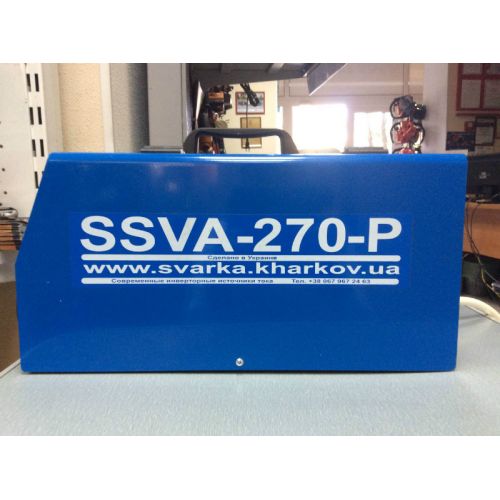 SSVA-270-P
Сделано в Украине
www.svarka.kharkov.ua
Современные инверторные источники тока Тел. +38 067 967 24 63